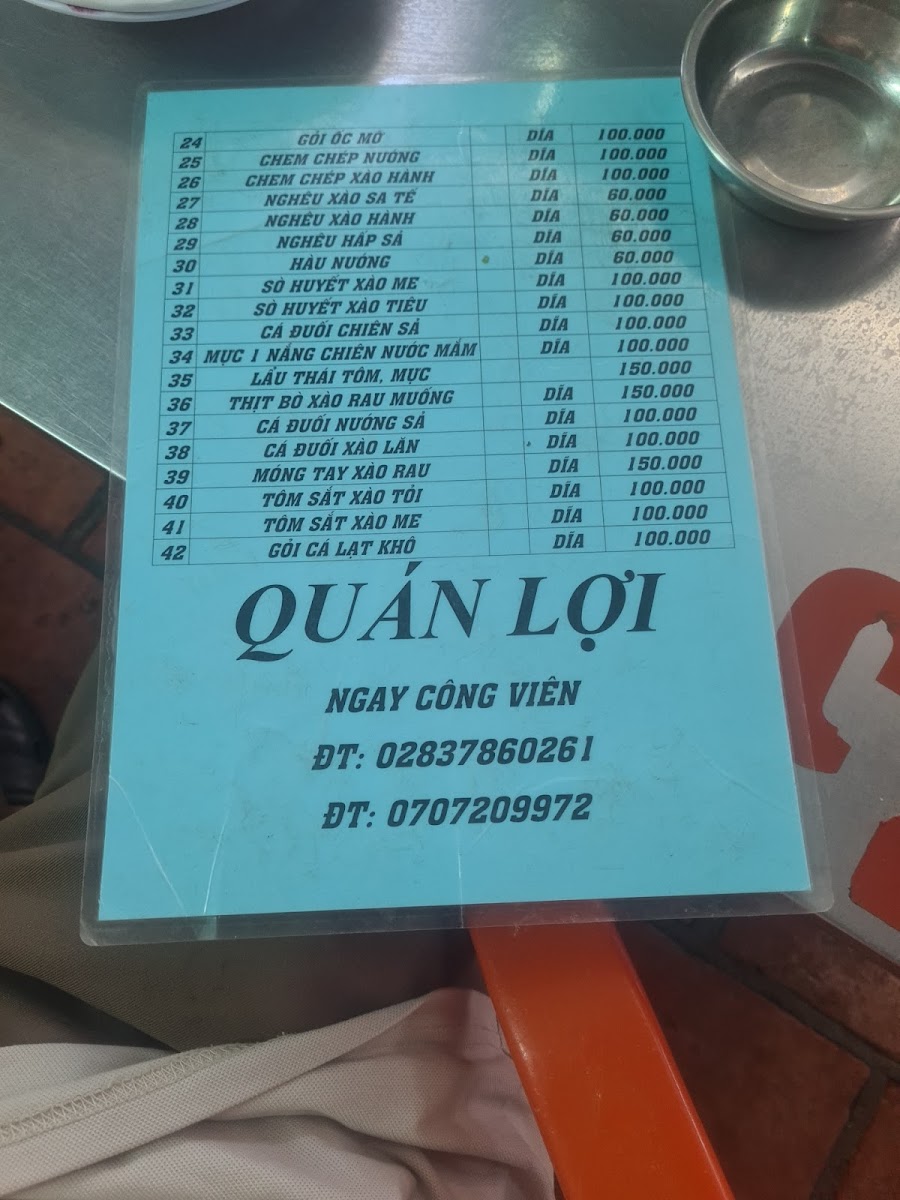 24 GỎI ỐC MỠ DĨA 100.000
25 CHEM CHÉP NƯỚNG DĨA 100.000
26 CHEM CHÉP XÀO HÀNH DĨA 100.000
27 NGHÊU XÀO SA TẾ DĨA 60.000
28 NGHÊU XÀO HÀNH DĨA 60.000
29 NGHÊU HẤP SẢ DĨA 60.000
30 HÀU NƯỚNG DĨA 60.000
31 SÒ HUYẾT XÀO ME DĨA 100.000
32 SÒ HUYẾT XÀO TIÊU DĨA 100.000
33 CÁ ĐUỐI CHIÊN SẢ DĨA 100.000
34 MỰC 1 NẮNG CHIÊN NƯỚC MẮM DĨA 100.000
35 LẨU THÁI TÔM, MỰC 150.000
36 THỊT BÒ XÀO RAU MUỐNG DĨA 150.000
37 CÁ ĐUỐI NƯỚNG SẢ DĨA 100.000
38 CÁ ĐUỐI XÀO LĂN DĨA 100.000
39 MÓNG TAY XÀO RAU DĨA 150.000
40 TÔM SẮT XÀO TỎI DĨA 100.000
41 TÔM SẮT XÀO ME DĨA 100.000
42 GỎI CÁ LẠT KHÔ DĨA 100.000
QUÁN LỢI
NGAY CÔNG VIÊN
ĐT: 02837860261
ĐT: 0707209972